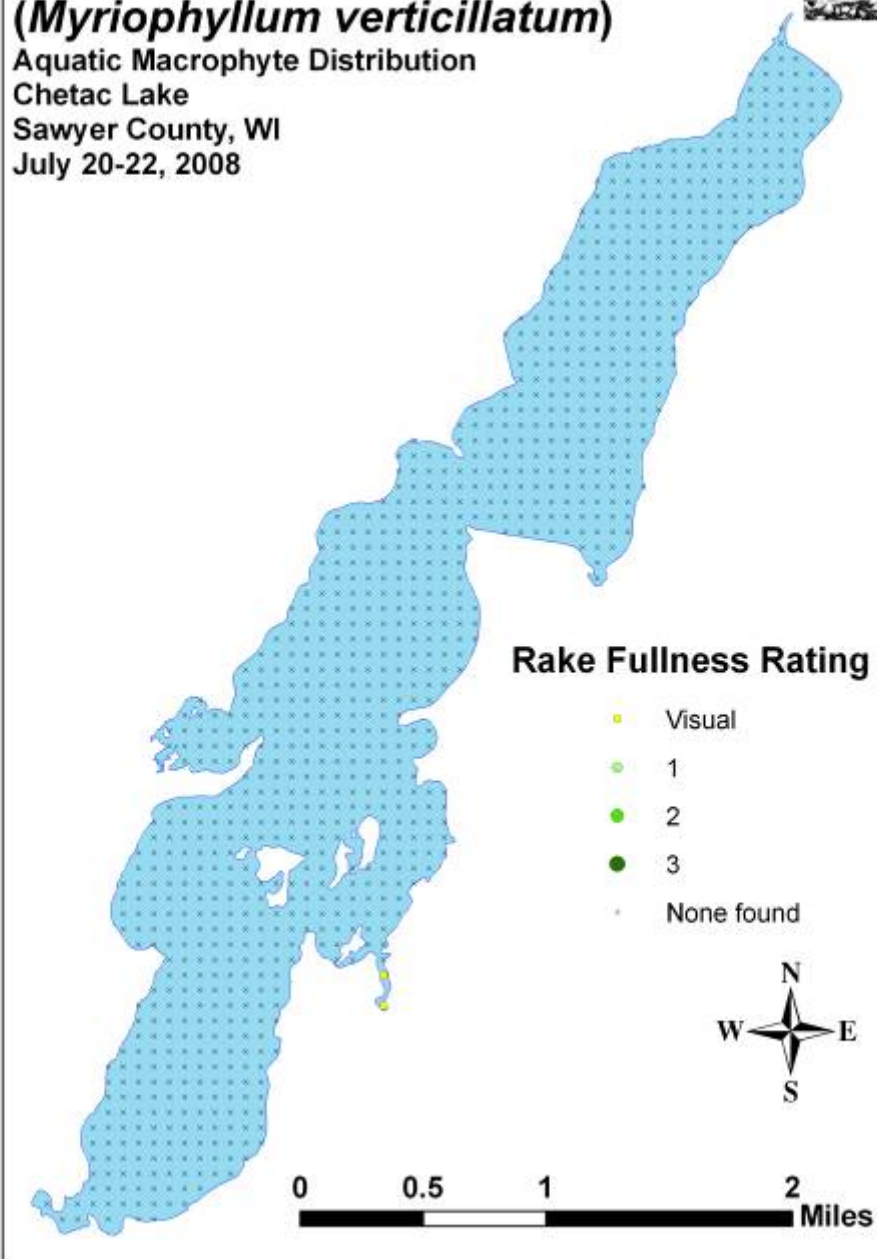 (Myriophyllum verticillatum)
Aquatic Macrophyte Distribution
Chetac Lake
Sawyer County, WI
July 20-22, 2008
Rake Fullness Rating
Visual
1
2
3
None found
N
W E
S
0 0.5 1 2
Miles